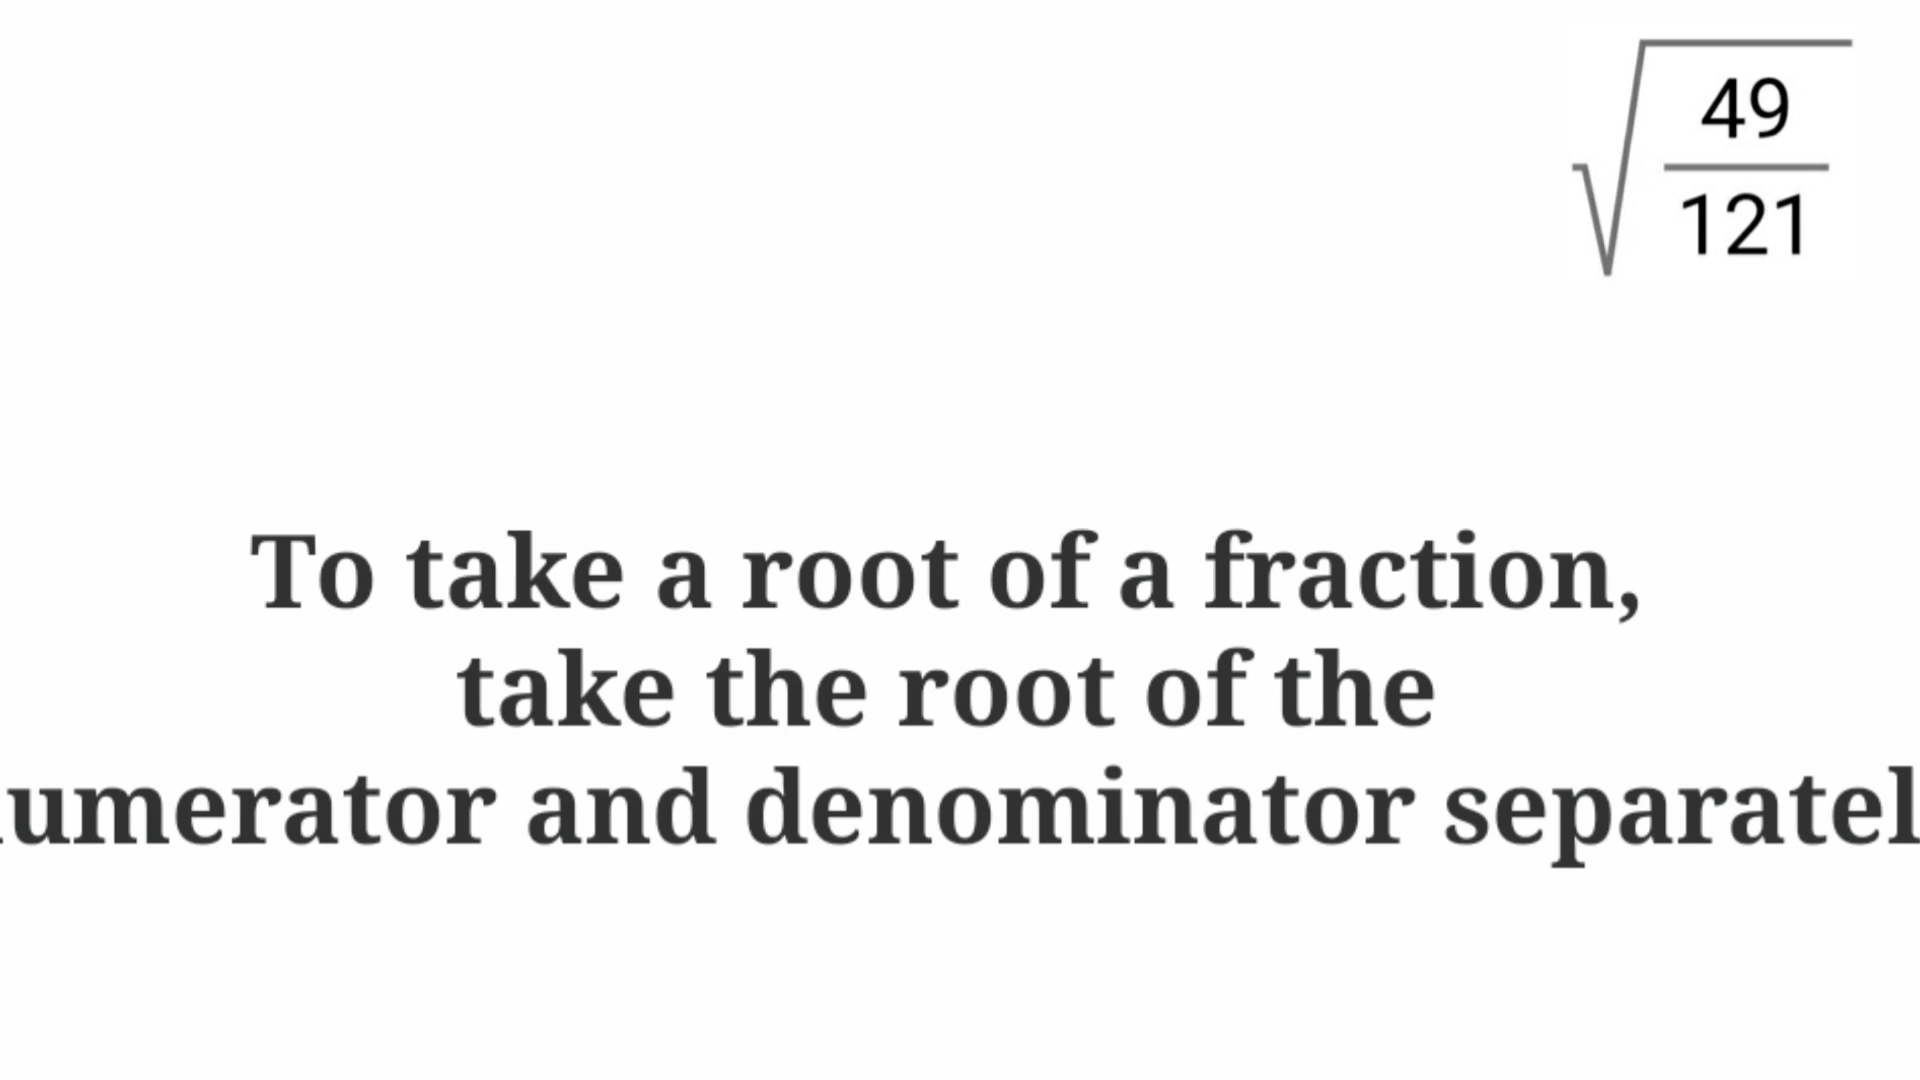 √49/121
To take a root of a fraction,
take the root of the
umerator and denominator separatel